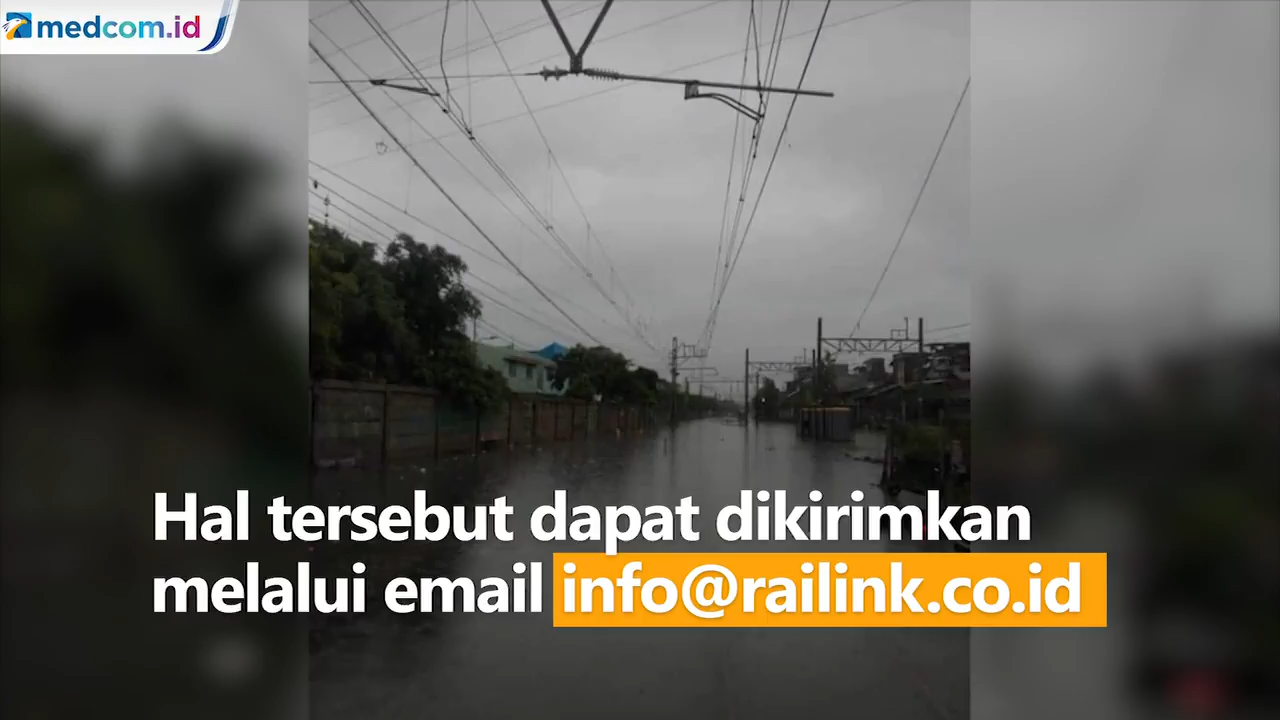 medcom.id
Hal tersebut dapat dikirimkan
melalui email info@railink.co.id